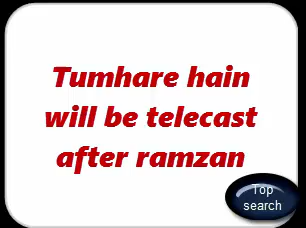 Tumhare hain
will be telecast
after ramzan
Top
search